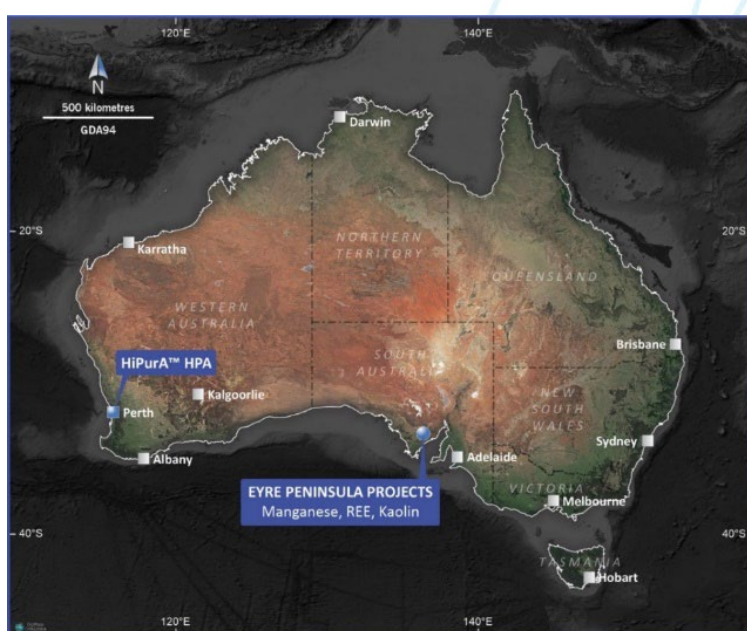 120°E
140°E
N
500 kilometres
GDA94
Darwin
20°S
20°S
Karratha
NORTHERN
TERRITORY
QUEENSLAND
WESTERN
AUSTRALIA
SOUTH
AUSTRALIA
Brisbane
HiPurA™ HPA
Perth
Kalgoorlie
NEW
SOUTH
WALES
Sydney
Albany
Adelaide
EYRE PENINSULA PROJECTS
Manganese, REE, Kaolin
VICTORIA
Melbourne
40°S
40°S
TASMANIA
Hobart
120°E
140°E